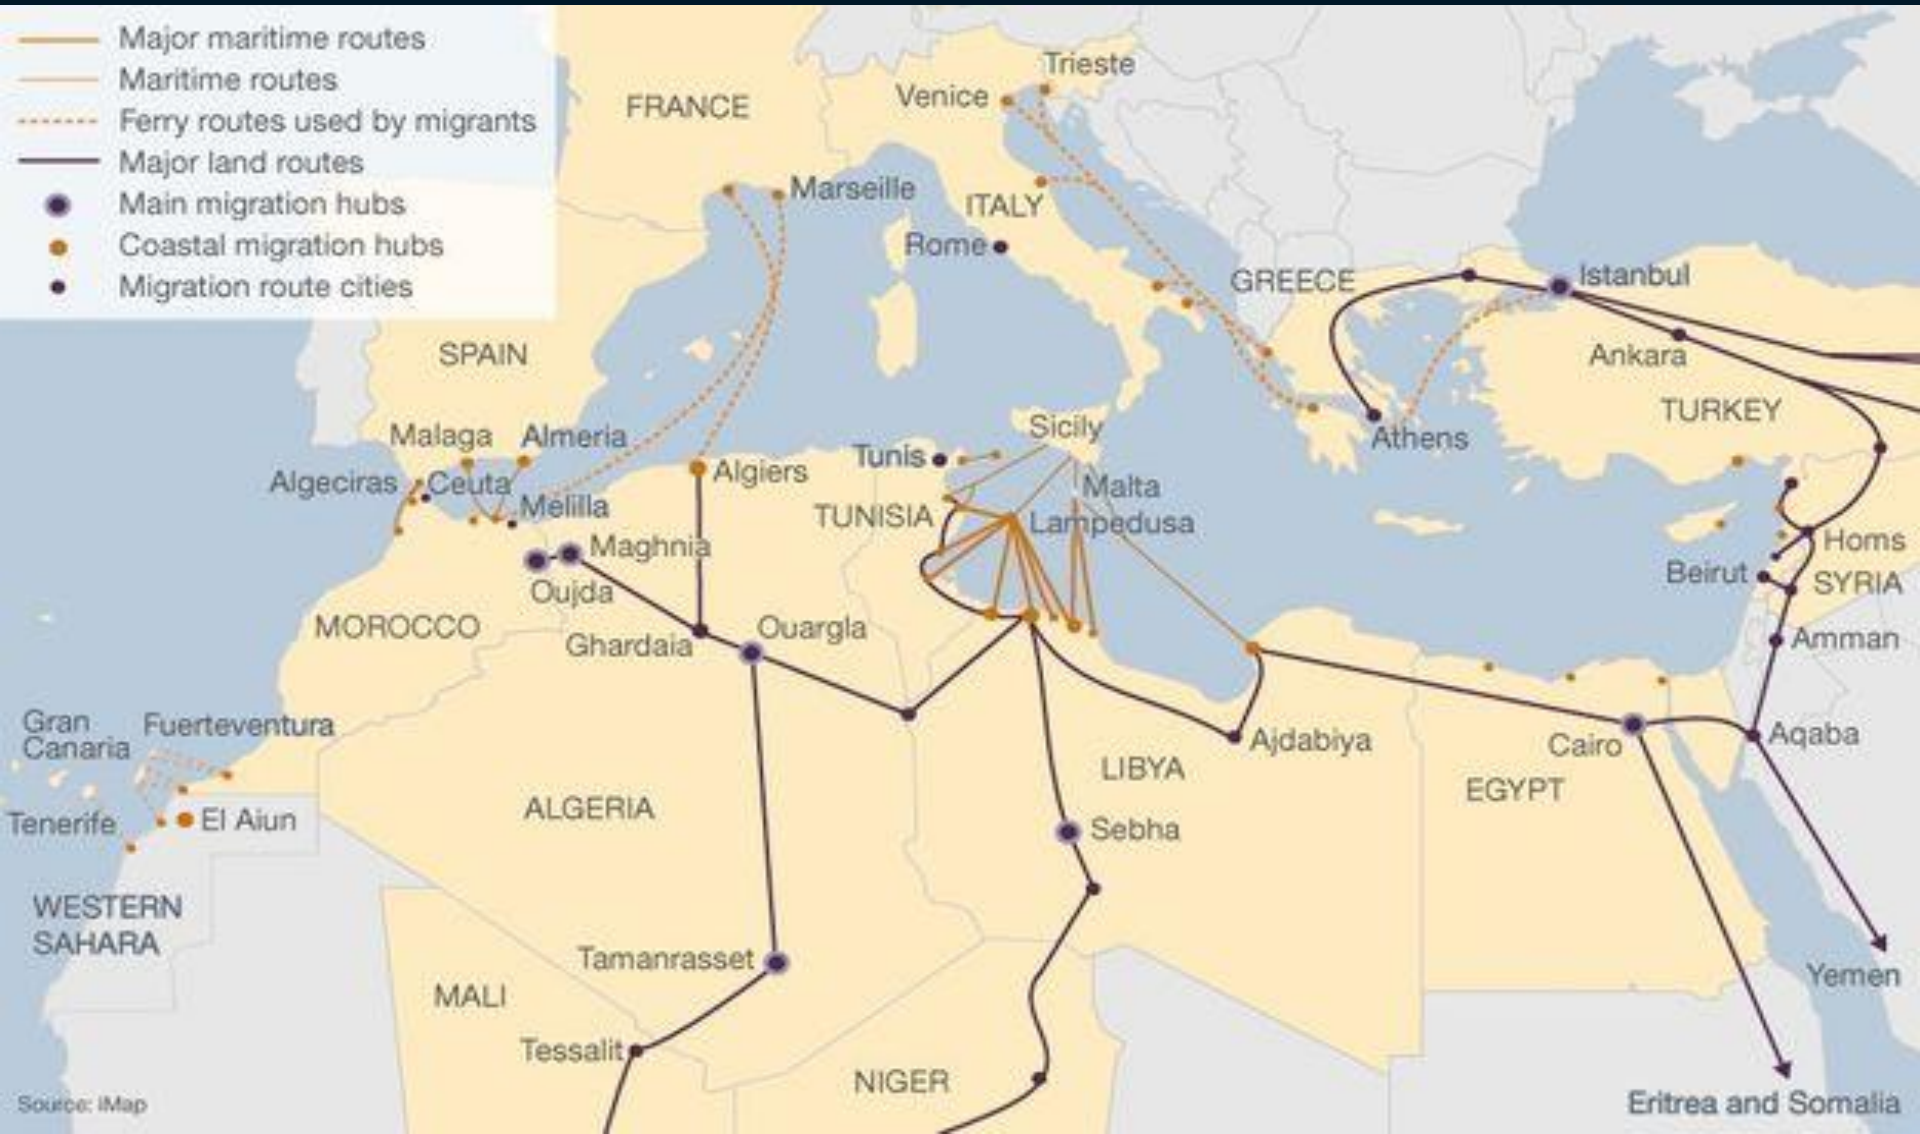 Major maritime routes
Maritime routes
Ferry routes used by migrants
Major land routes
Main migration hubs
Coastal migration hubs
Migration route cities
Trieste
Venice
FRANCE
Marseille
ITALY
Rome
GREECE
Istanbul
Ankara
SPAIN
TURKEY
Malaga
Almeria
Sicily
Athens
Tunis
Algiers
Algeciras
Ceuta
Malta
Melilla
TUNISIA
Lampedusa
Maghnia
Homs
Beirut
SYRIA
Oujda
MOROCCO
Ouargla
Ghardaia
Amman
Gran
Canaria
Fuerteventura
Ajdabiya
Cairo
Aqaba
LIBYA
EGYPT
ALGERIA
Tenerife
El Aiun
Sebha
WESTERN
SAHARA
Tamanrasset
Yemen
MALI
Tessalit
NIGER
Source: iMap
Eritrea and Somalia